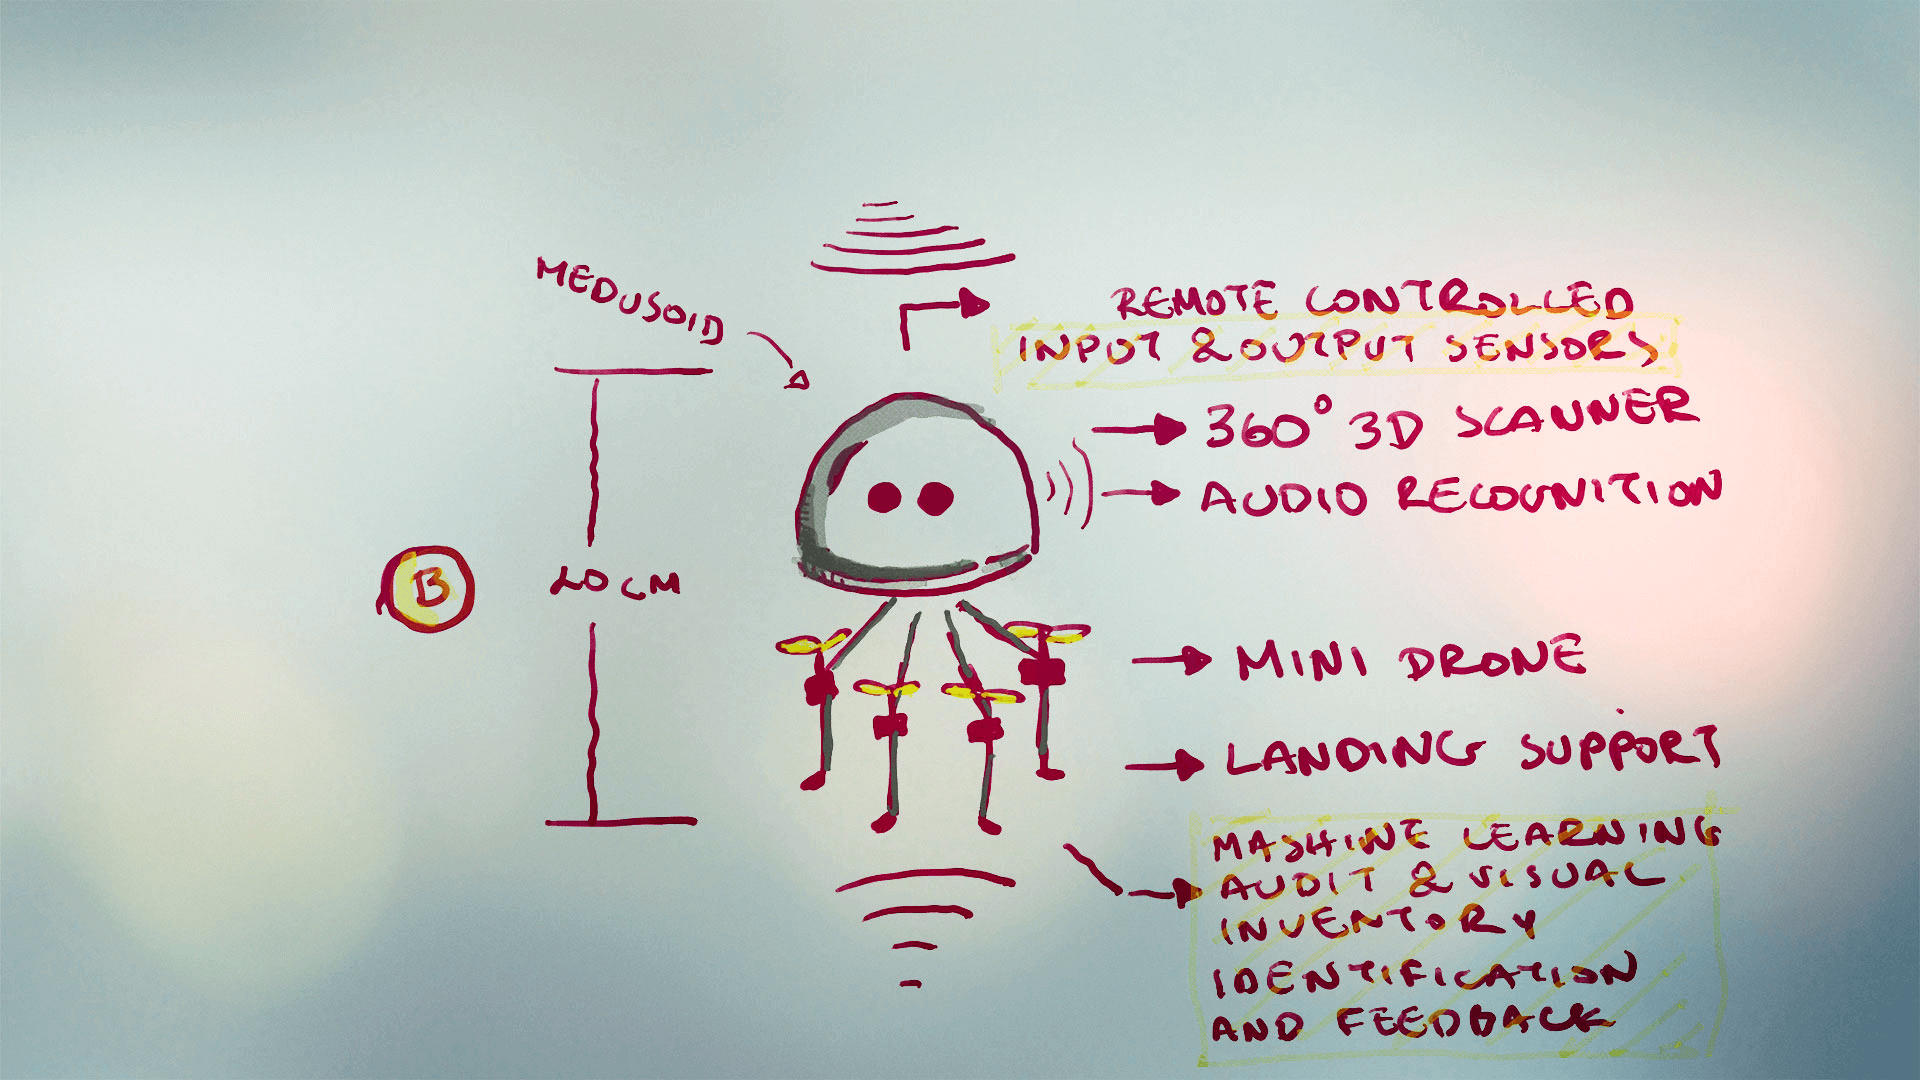 MEDUSOID
REMOTE CONTROLLED
INPUT & OUTPUT SENSORS
360° 3D SCANNER
AUDIO RECOGNITION
B
20 CM
MINI DRONE
LANDING SUPPORT
MASHINE LEARNING
AUDIT & VISUAL
INVENTORY
IDENTIFICATION
AND FEEDBACK